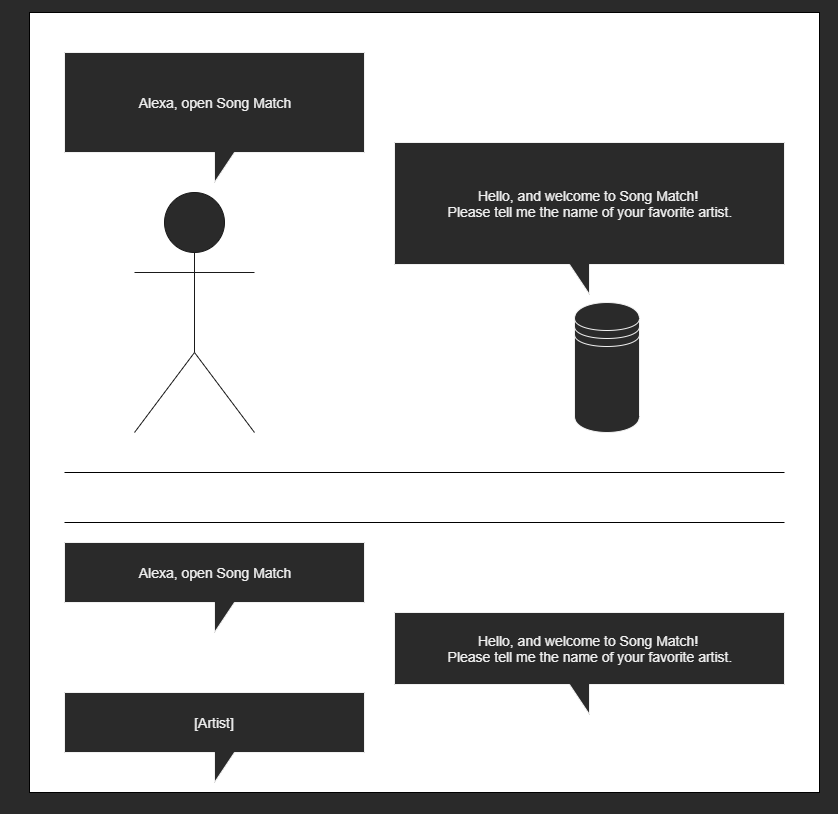 Alexa, open Song Match
Hello, and welcome to Song Match!
Please tell me the name of your favorite artist.
Alexa, open Song Match
Hello, and welcome to Song Match!
Please tell me the name of your favorite artist.
[Artist]